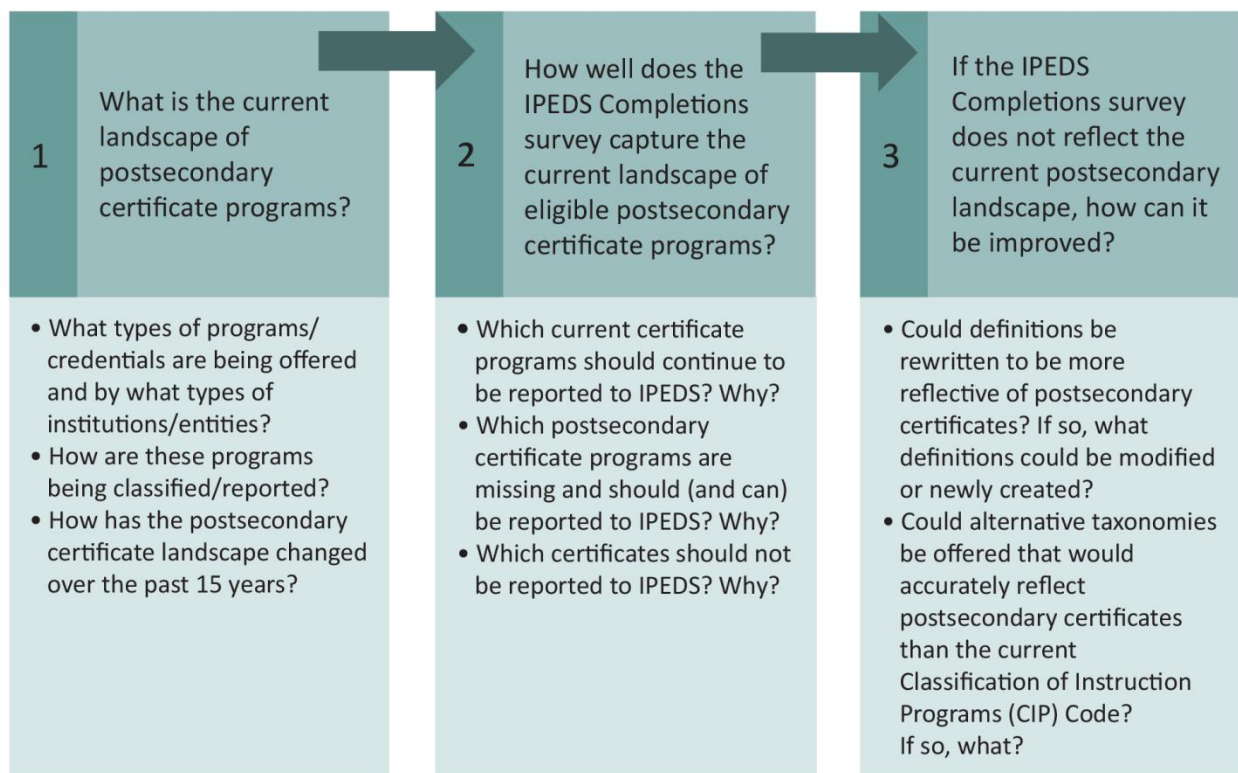 1
What is the current
landscape of
postsecondary
certificate programs?
• What types of programs/
credentials are being offered
and by what types of
institutions/entities?
• How are these programs
being classified/reported?
• How has the postsecondary
certificate landscape changed
over the past 15 years?
2
How well does the
IPEDS Completions
survey capture the
current landscape of
eligible postsecondary
certificate programs?
• Which current certificate
programs should continue to
be reported to IPEDS? Why?
• Which postsecondary
certificate programs are
missing and should (and can)
be reported to IPEDS? Why?
• Which certificates should not
be reported to IPEDS? Why?
3
If the IPEDS
Completions survey
does not reflect the
current postsecondary
landscape, how can it
be improved?
• Could definitions be
rewritten to be more
reflective of postsecondary
certificates? If so, what
definitions could be modified
or newly created?
• Could alternative taxonomies
be offered that would
accurately reflect
postsecondary certificates
than the current
Classification of Instruction
Programs (CIP) Code?
If so, what?